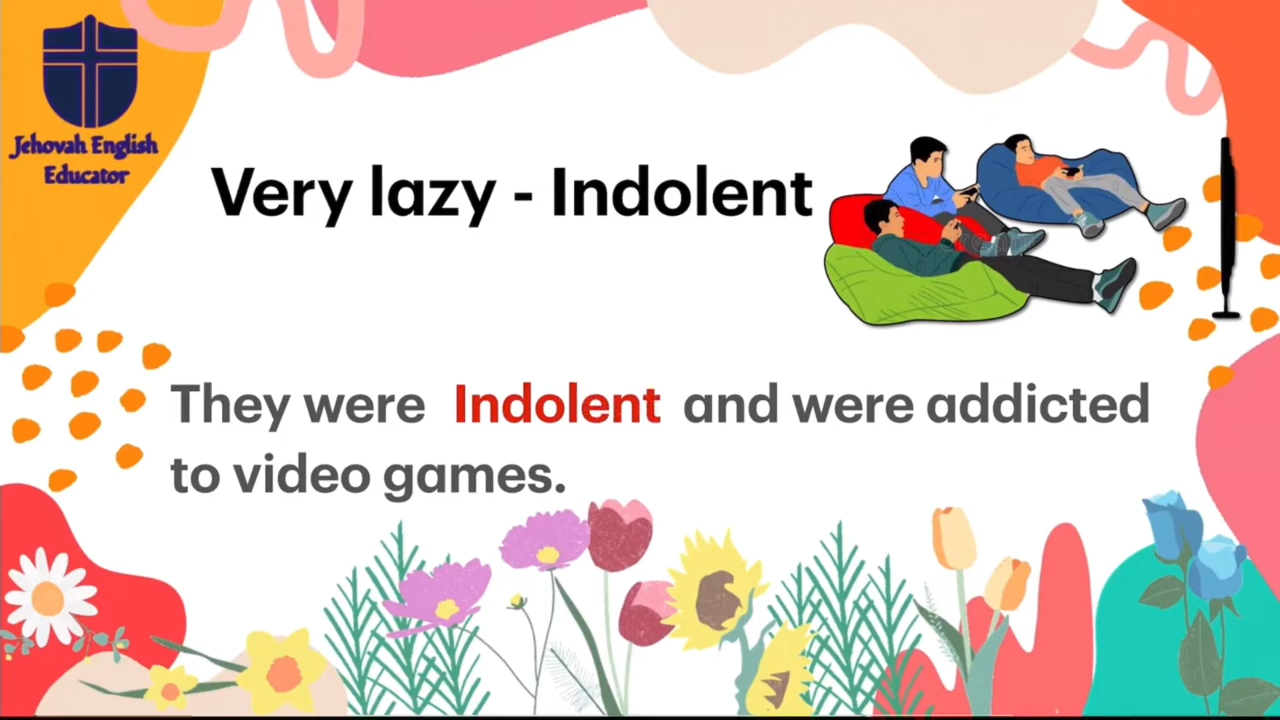 Jehovah English
Educator
Very lazy - Indolent
They were Indolent and were addicted
to video games.